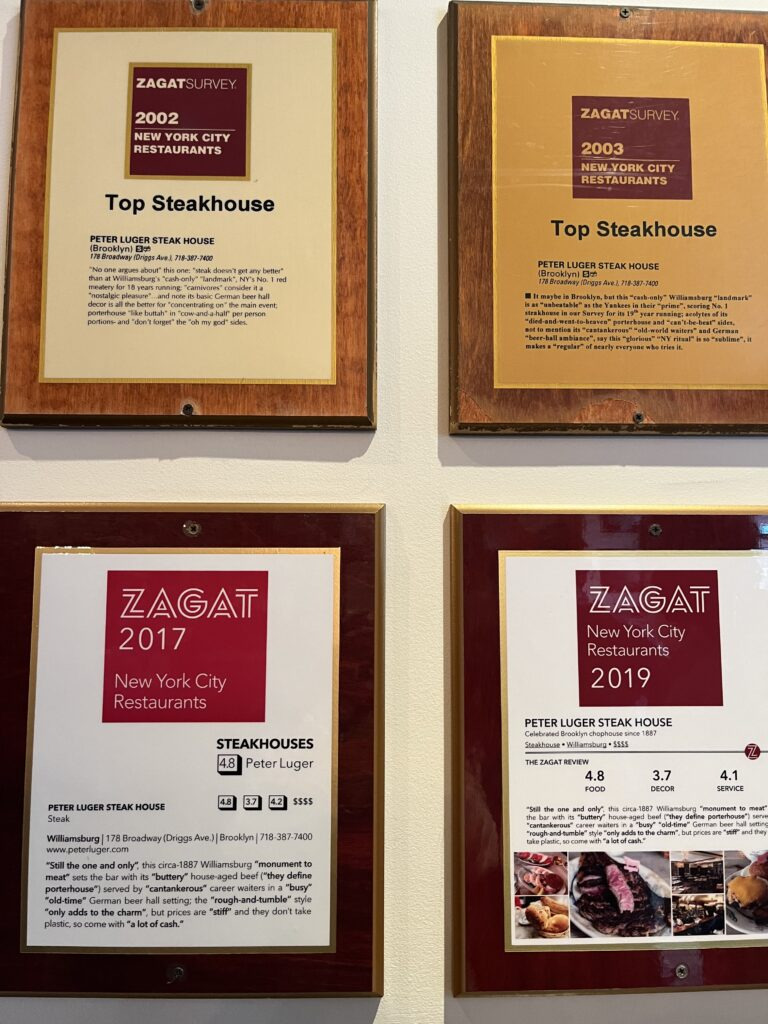 ZAGATSURVEY®
2002
NEW YORK CITY
RESTAURANTS
Top Steakhouse
PETER LUGER STEAK HOUSE
(Brooklyn) S
178 Broadway (Driggs Ave.), 718-387-7400
"No one argues about" this one: "steak doesn't get any better"
than at Williamsburg's "cash-only" "landmark", NY's No. 1 red
meatery for 18 years running; "carnivores" consider it a
"nostalgic pleasure"...and note its basic German beer hall
decor is all the better for "concentrating on" the main event;
porterhouse "like buttah" in "cow-and-a-half" per person
portions- and "don't forget" the "oh my god" sides.
ZAGATSURVEY®
2003
NEW YORK CITY
RESTAURANTS
Top Steakhouse
PETER LUGER STEAK HOUSE
(Brooklyn) S
178 Broadway (Driggs Ave.), 718-387-7400
■ It maybe in Brooklyn, but this "cash-only" Williamsburg "landmark"
is as "unbeatable" as the Yankees in their "prime", scoring No. 1
steakhouse in our Survey for its 19th year running; acolytes of its
"died-and-went-to-heaven" porterhouse and "can't-be-beat" sides,
not to mention its "cantankerous" "old-world waiters" and German
"beer-hall ambiance", say this "glorious" "NY ritual" is so "sublime", it
makes a "regular" of nearly everyone who tries it.
ZAGAT
2017
New York City
Restaurants
STEAKHOUSES
4.8 Peter Luger
PETER LUGER STEAK HOUSE 4.8 3.7 4.2 $$$$
Steak
Williamsburg | 178 Broadway (Driggs Ave.) | Brooklyn | 718-387-7400
www.peterluger.com
"Still the one and only", this circa-1887 Williamsburg "monument to
meat" sets the bar with its "buttery" house-aged beef ("they define
porterhouse") served by "cantankerous" career waiters in a "busy"
"old-time" German beer hall setting; the "rough-and-tumble" style
"only adds to the charm", but prices are "stiff" and they don't take
plastic, so come with "a lot of cash."
ZAGAT
New York City
Restaurants
2019
PETER LUGER STEAK HOUSE
Celebrated Brooklyn chophouse since 1887
Steakhouse • Williamsburg • $$$$
Z
THE ZAGAT REVIEW
4.8 3.7 4.1
FOOD DECOR SERVICE
"Still the one and only", this circa-1887 Williamsburg "monument to meat"
the bar with its "buttery" house-aged beef ("they define porterhouse") serve
"cantankerous" career waiters in a "busy" "old-time" German beer hall setting
"rough-and-tumble" style "only adds to the charm", but prices are "stiff" and they
take plastic, so come with "a lot of cash."